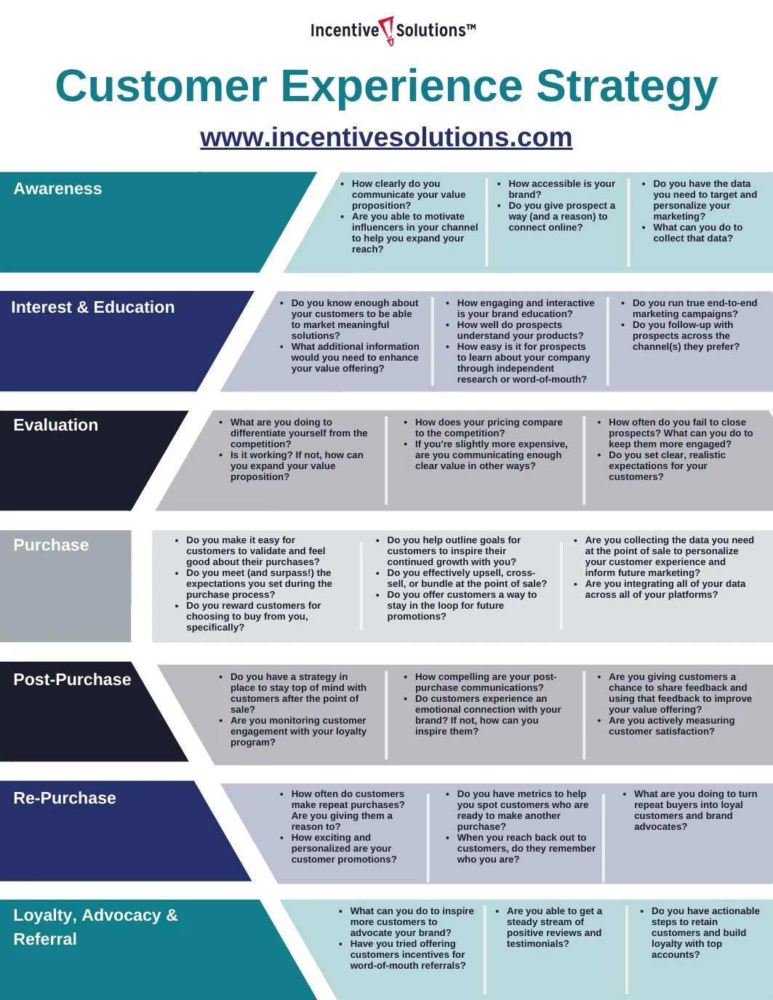 Incentive Solutions™
Customer Experience Strategy
www.incentivesolutions.com
Awareness
• How clearly do you
communicate your value
proposition?
• Are you able to motivate
influencers in your channel
to help you expand your
reach?
• How accessible is your
brand?
• Do you give prospect a
way (and a reason) to
connect online?
• Do you have the data
you need to target and
personalize your
marketing?
• What can you do to
collect that data?
Interest & Education
• Do you know enough about
your customers to be able
to market meaningful
solutions?
• What additional information
would you need to enhance
your value offering?
• How engaging and interactive
is your brand education?
• How well do prospects
understand your products?
• How easy is it for prospects
to learn about your company
through independent
research or word-of-mouth?
• Do you run true end-to-end
marketing campaigns?
• Do you follow-up with
prospects across the
channel(s) they prefer?
Evaluation
• What are you doing to
differentiate yourself from the
competition?
• Is it working? If not, how can
you expand your value
proposition?
• How does your pricing compare
to the competition?
• If you're slightly more expensive,
are you communicating enough
clear value in other ways?
• How often do you fail to close
prospects? What can you do to
keep them more engaged?
• Do you set clear, realistic
expectations for your
customers?
Purchase
• Do you make it easy for
customers to validate and feel
good about their purchases?
• Do you meet (and surpass!) the
expectations you set during the
purchase process?
• Do you reward customers for
choosing to buy from you,
specifically?
• Do you help outline goals for
customers to inspire their
continued growth with you?
• Do you effectively upsell, cross-
sell, or bundle at the point of sale?
• Do you offer customers a way to
stay in the loop for future
promotions?
• Are you collecting the data you need
at the point of sale to personalize
your customer experience and
inform future marketing?
• Are you integrating all of your data
across all of your platforms?
Post-Purchase
• Do you have a strategy in
place to stay top of mind with
customers after the point of
sale?
• Are you monitoring customer
engagement with your loyalty
program?
• How compelling are your post-
purchase communications?
• Do customers experience an
emotional connection with your
brand? If not, how can you
inspire them?
• Are you giving customers a
chance to share feedback and
using that feedback to improve
your value offering?
• Are you actively measuring
customer satisfaction?
Re-Purchase
• How often do customers
make repeat purchases?
Are you giving them a
reason to?
• How exciting and
personalized are your
customer promotions?
• Do you have metrics to help
you spot customers who are
ready to make another
purchase?
• When you reach back out to
customers, do they remember
who you are?
• What are you doing to turn
repeat buyers into loyal
customers and brand
advocates?
Loyalty, Advocacy &
Referral
• What can you do to inspire
more customers to
advocate your brand?
• Have you tried offering
customers incentives for
word-of-mouth referrals?
• Are you able to get a
steady stream of
positive reviews and
testimonials?
• Do you have actionable
steps to retain
customers and build
loyalty with top
accounts?